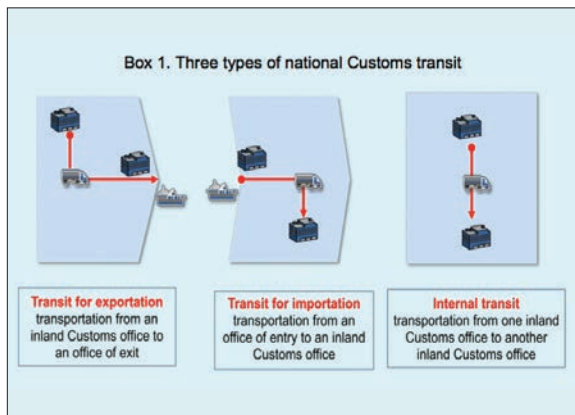 Box 1. Three types of national Customs transit
Transit for exportation
transportation from an
inland Customs office to
an office of exit
Transit for importation
transportation from an
office of entry to an inland
Customs office
Internal transit
transportation from one inland
Customs office to another
inland Customs office